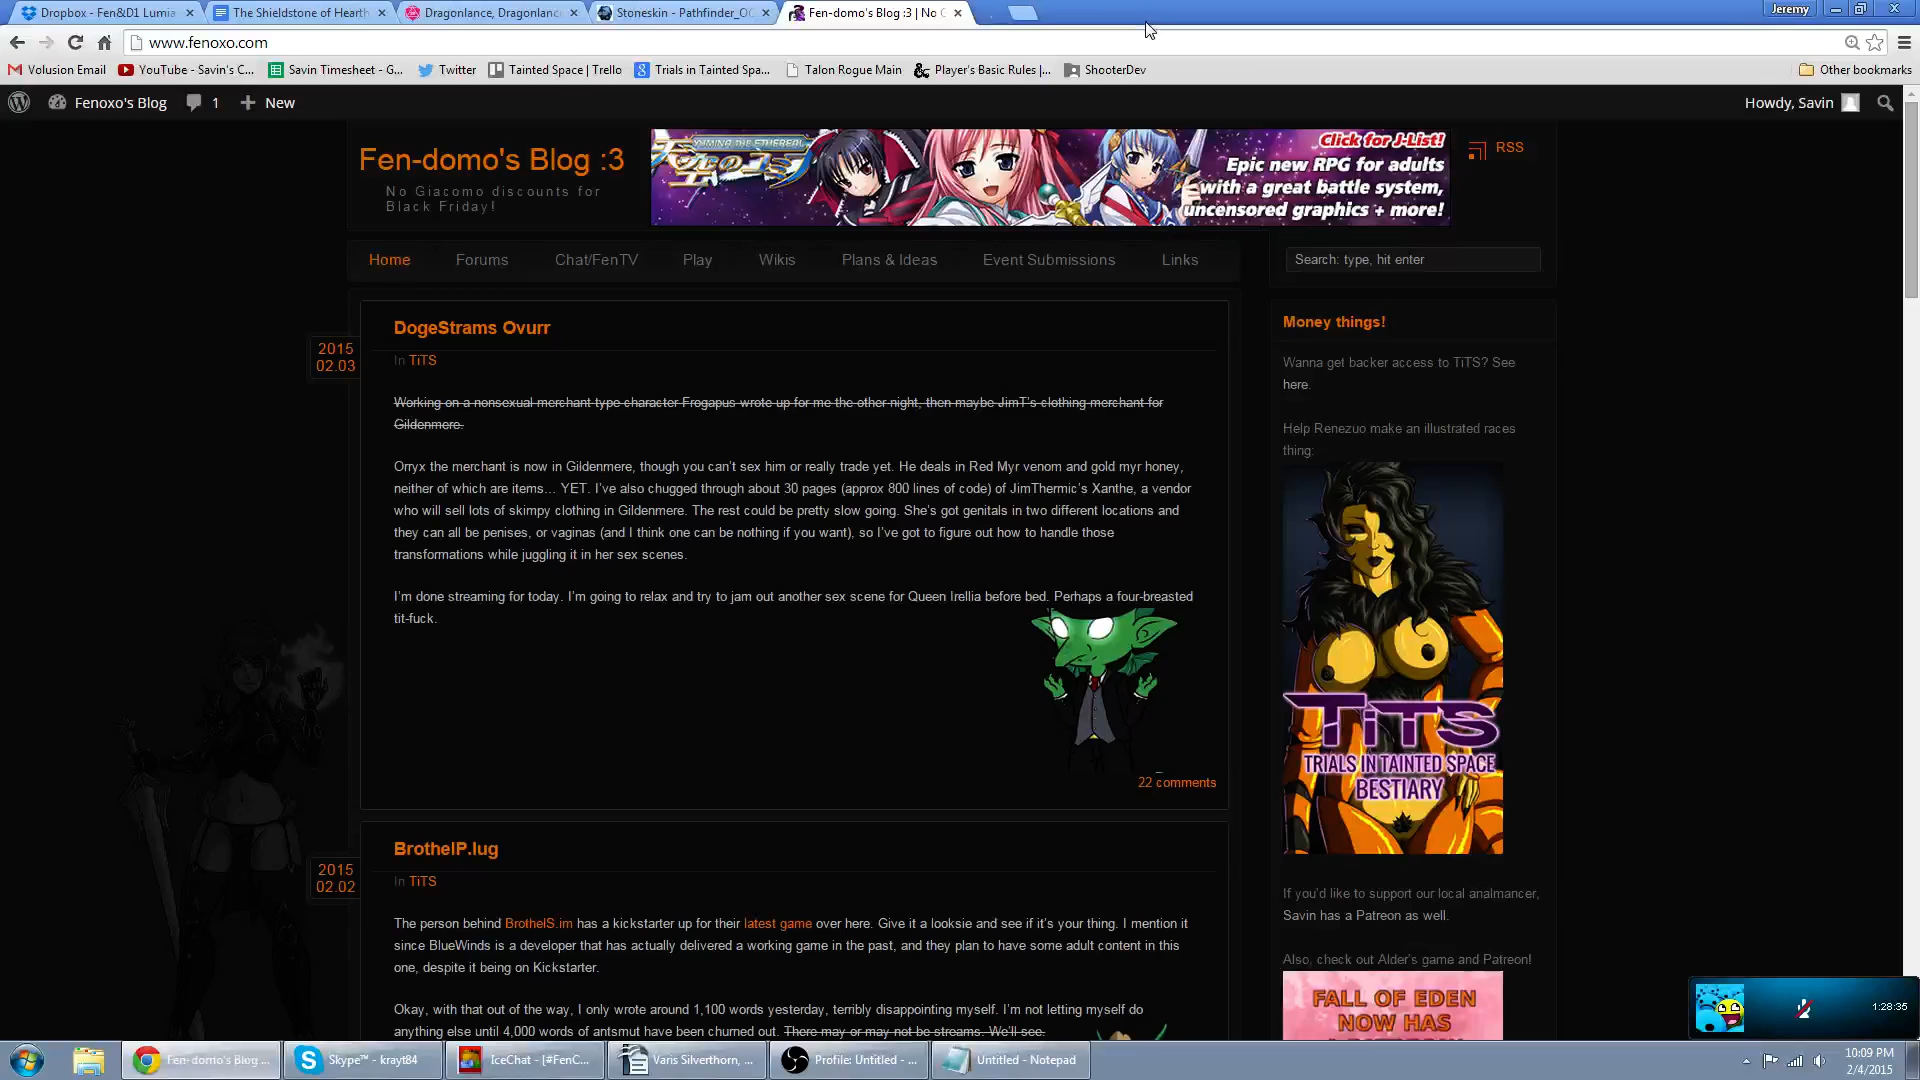 Dropbox - Fen&D1 Lumia
The Shieldstone of Hearth
Dragonlance, Dragonlance
Stoneskin - Pathfinder_OG
Fen-domo's Blog :3 | No G
Jeremy
www.fenoxo.com
Volusion Email
YouTube - Savin's C...
Savin Timesheet - G...
Twitter
Tainted Space | Trello
Trials in Tainted Spa...
Talon Rogue Main
Player's Basic Rules |...
ShooterDev
Other bookmarks
Fenoxo's Blog
1
New
Howdy, Savin
Fen-domo's Blog :3
No Giacomo discounts for
Black Friday!
YUMINA THE ETHEREAL
Click for J-List!
Epic new RPG for adults
with a great battle system,
uncensored graphics + more!
RSS
Home
Forums
Chat/FenTV
Play
Wikis
Plans & Ideas
Event Submissions
Links
Search: type, hit enter
DogeStrams Ovurr
2015
02.03
In TiTS
Working on a nonsexual merchant type character Frogapus wrote up for me the other night, then maybe JimT's clothing merchant for
Gildenmere.
Orryx the merchant is now in Gildenmere, though you can't sex him or really trade yet. He deals in Red Myr venom and gold myr honey,
neither of which are items... YET. I've also chugged through about 30 pages (approx 800 lines of code) of JimThermic's Xanthe, a vendor
who will sell lots of skimpy clothing in Gildenmere. The rest could be pretty slow going. She's got genitals in two different locations and
they can all be penises, or vaginas (and I think one can be nothing if you want), so I've got to figure out how to handle those
transformations while juggling it in her sex scenes.
I'm done streaming for today. I'm going to relax and try to jam out another sex scene for Queen Irellia before bed. Perhaps a four-breasted
tit-fuck.
22 comments
BrothelP.lug
2015
02.02
In TiTS
The person behind BrothelS.im has a kickstarter up for their latest game over here. Give it a looksie and see if it's your thing. I mention it
since BlueWinds is a developer that has actually delivered a working game in the past, and they plan to have some adult content in this
one, despite it being on Kickstarter.
Okay, with that out of the way, I only wrote around 1,100 words yesterday, terribly disappointing myself. I'm not letting myself do
anything else until 4,000 words of antsmut have been churned out. There may or may not be streams. We'll see.
Money things!
Wanna get backer access to TiTS? See
here.
Help Renezuo make an illustrated races
thing:
TiTS
TRIALS IN TAINTED SPACE
BESTIARY
If you'd like to support our local analmancer,
Savin has a Patreon as well.
Also, check out Alder's game and Patreon!
FALL OF EDEN
NOW HAS
1:28:35
Fen-domo's Blog ...
Skype™ - krayt84
IceChat - [#FenC...
Varis Silverthorn, ...
Profile: Untitled - ...
Untitled - Notepad
10:09 PM
2/4/2015